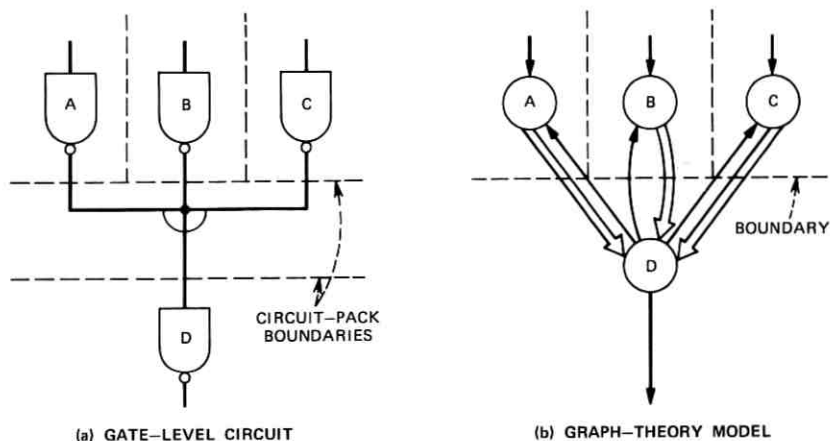 A
B
C
D
CIRCUIT–PACK
BOUNDARIES
(a) GATE–LEVEL CIRCUIT
A
B
C
D
BOUNDARY
(b) GRAPH–THEORY MODEL